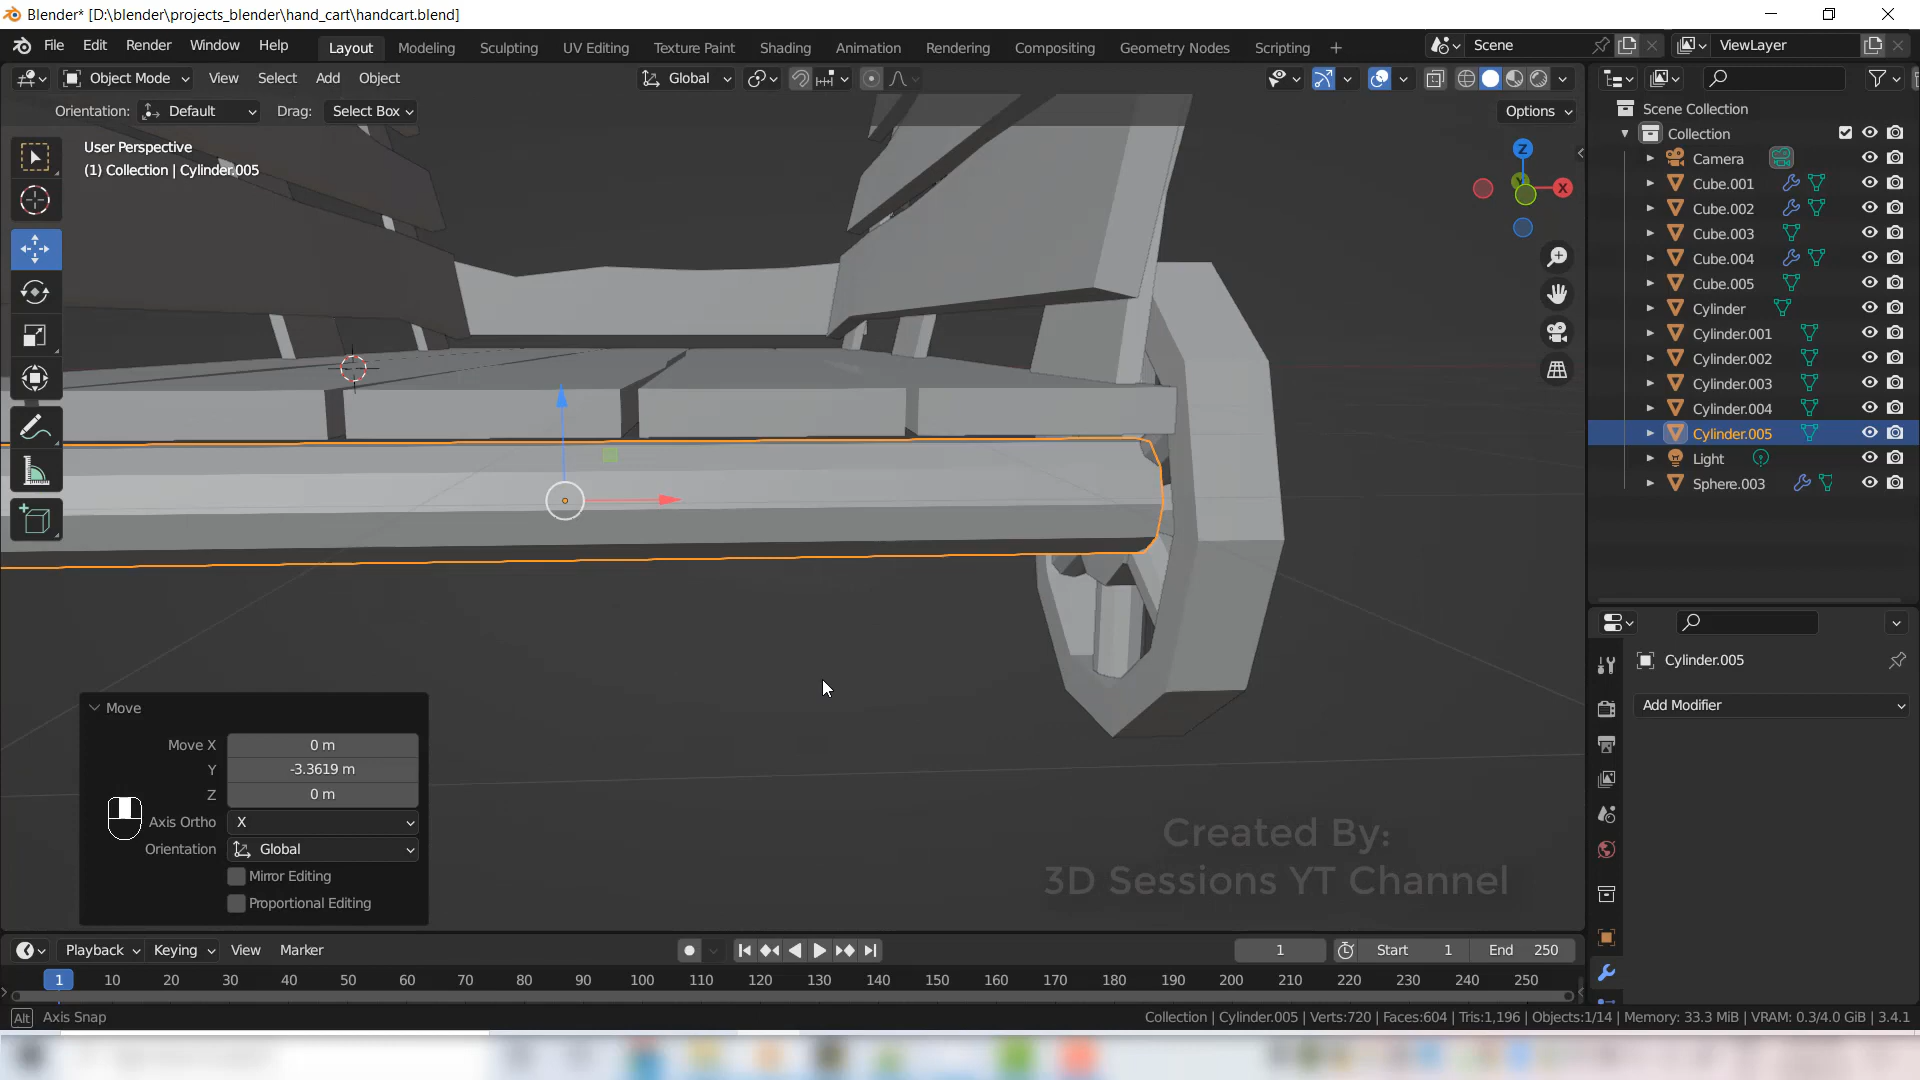 Blender* [D:\blender\projects_blender\hand_cart\handcart.blend]
File Edit Render Window Help Layout Modeling Sculpting UV Editing Texture Paint Shading Animation Rendering Compositing Geometry Nodes Scripting + Scene ViewLayer
Object Mode View Select Add Object Global
Orientation: Default Drag: Select Box Options
User Perspective
(1) Collection | Cylinder.005
Z
X
Scene Collection
Collection
Camera
Cube.001
Cube.002
Cube.003
Cube.004
Cube.005
Cylinder
Cylinder.001
Cylinder.002
Cylinder.003
Cylinder.004
Cylinder.005
Light
Sphere.003
Cylinder.005
Add Modifier
Move
Move X 0 m
Y -3.3619 m
Z 0 m
Axis Ortho X
Orientation Global
Mirror Editing
Proportional Editing
Created By:
3D Sessions YT Channel
Playback Keying View Marker 1 Start 1 End 250
1 10 20 30 40 50 60 70 80 90 100 110 120 130 140 150 160 170 180 190 200 210 220 230 240 250
Alt Axis Snap
Collection | Cylinder.005 | Verts:720 | Faces:604 | Tris:1,196 | Objects:1/14 | Memory: 33.3 MiB | VRAM: 0.3/4.0 GiB | 3.4.1